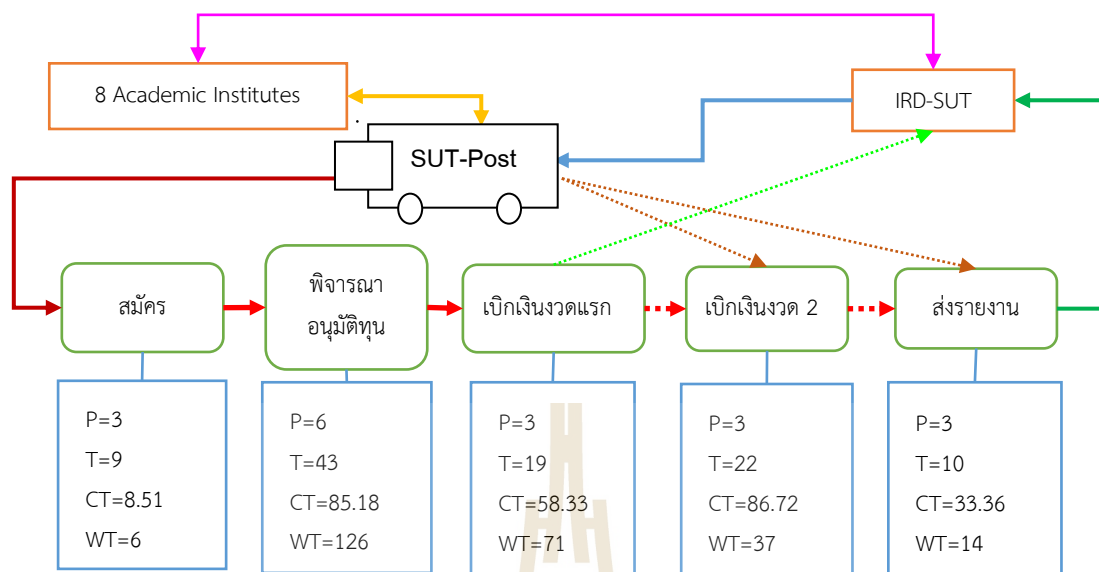 8 Academic Institutes
IRD-SUT
SUT-Post
สมัคร
พิจารณา
อนุมัติทุน
เบิกเงินงวดแรก
เบิกเงินงวด 2
ส่งรายงาน
P=3
T=9
CT=8.51
WT=6
P=6
T=43
CT=85.18
WT=126
P=3
T=19
CT=58.33
WT=71
P=3
T=22
CT=86.72
WT=37
P=3
T=10
CT=33.36
WT=14